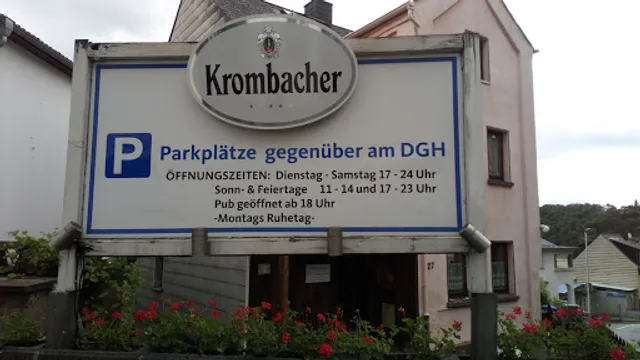 Krombacher
P Parkplätze gegenüber am DGH
ÖFFNUNGSZEITEN: Dienstag - Samstag 17 - 24 Uhr
Sonn- & Feiertage 11 - 14 und 17 - 23 Uhr
Pub geöffnet ab 18 Uhr
-Montags Ruhetag-
27